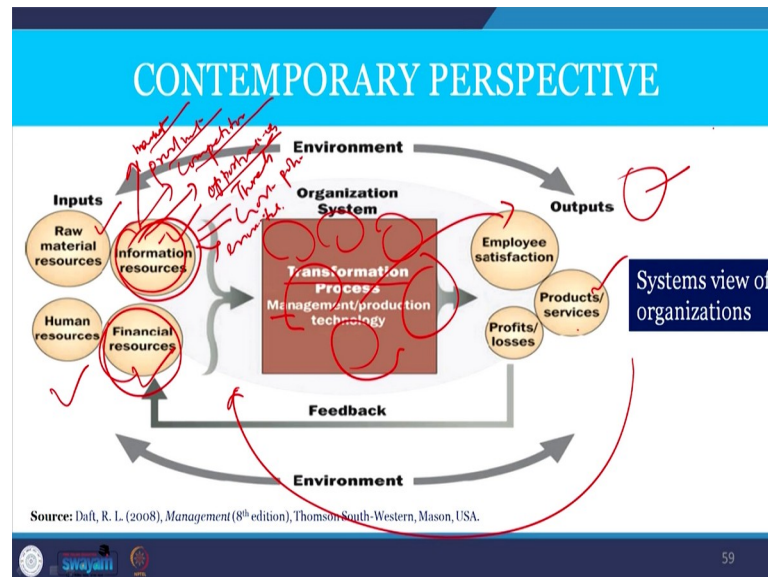 CONTEMPORARY PERSPECTIVE
market
product
Competitor
opportunities
Threats
Environment
Inputs
Organization
System
Outputs
Raw
material
resources
Information
resources
Human
resources
Financial
resources
Transformation
Process
Management/production
technology
Employee
satisfaction
Products/
services
Profits/
losses
Systems view of
organizations
Feedback
Environment
Source: Daft, R. L. (2008), Management (8th edition), Thomson South-Western, Mason, USA.
swayam
59